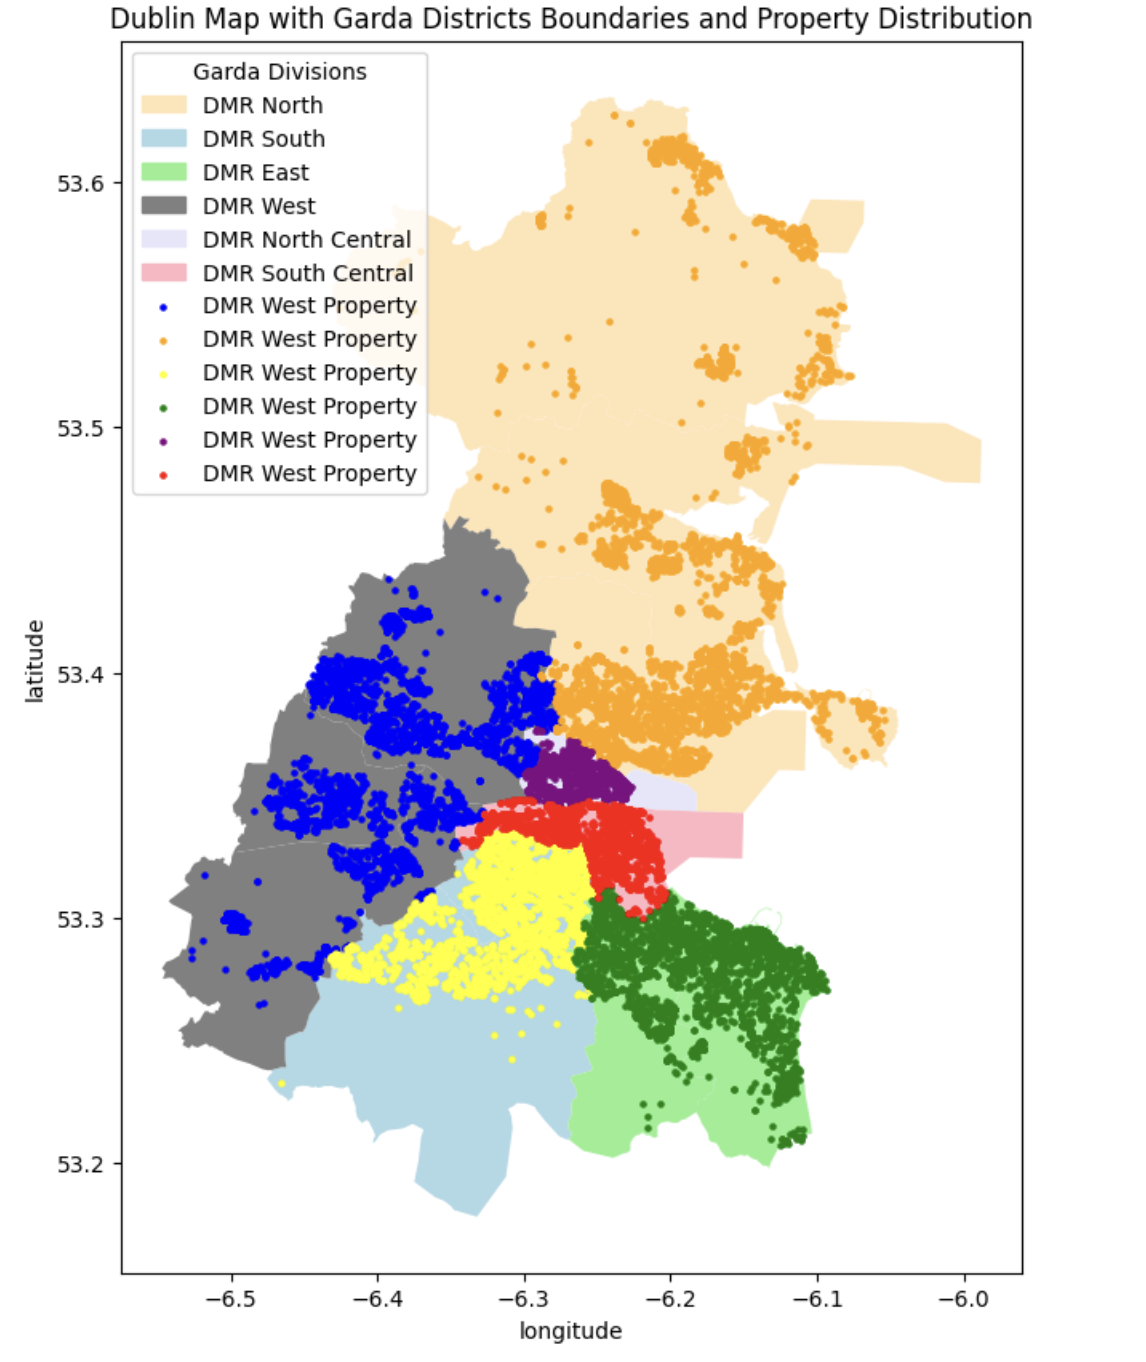 Dublin Map with Garda Districts Boundaries and Property Distribution
Garda Divisions
DMR North
DMR South
DMR East
DMR West
DMR North Central
DMR South Central
DMR West Property
DMR West Property
DMR West Property
DMR West Property
DMR West Property
DMR West Property
53.6
53.5
53.4
53.3
53.2
latitude
−6.5 −6.4 −6.3 −6.2 −6.1 −6.0
longitude